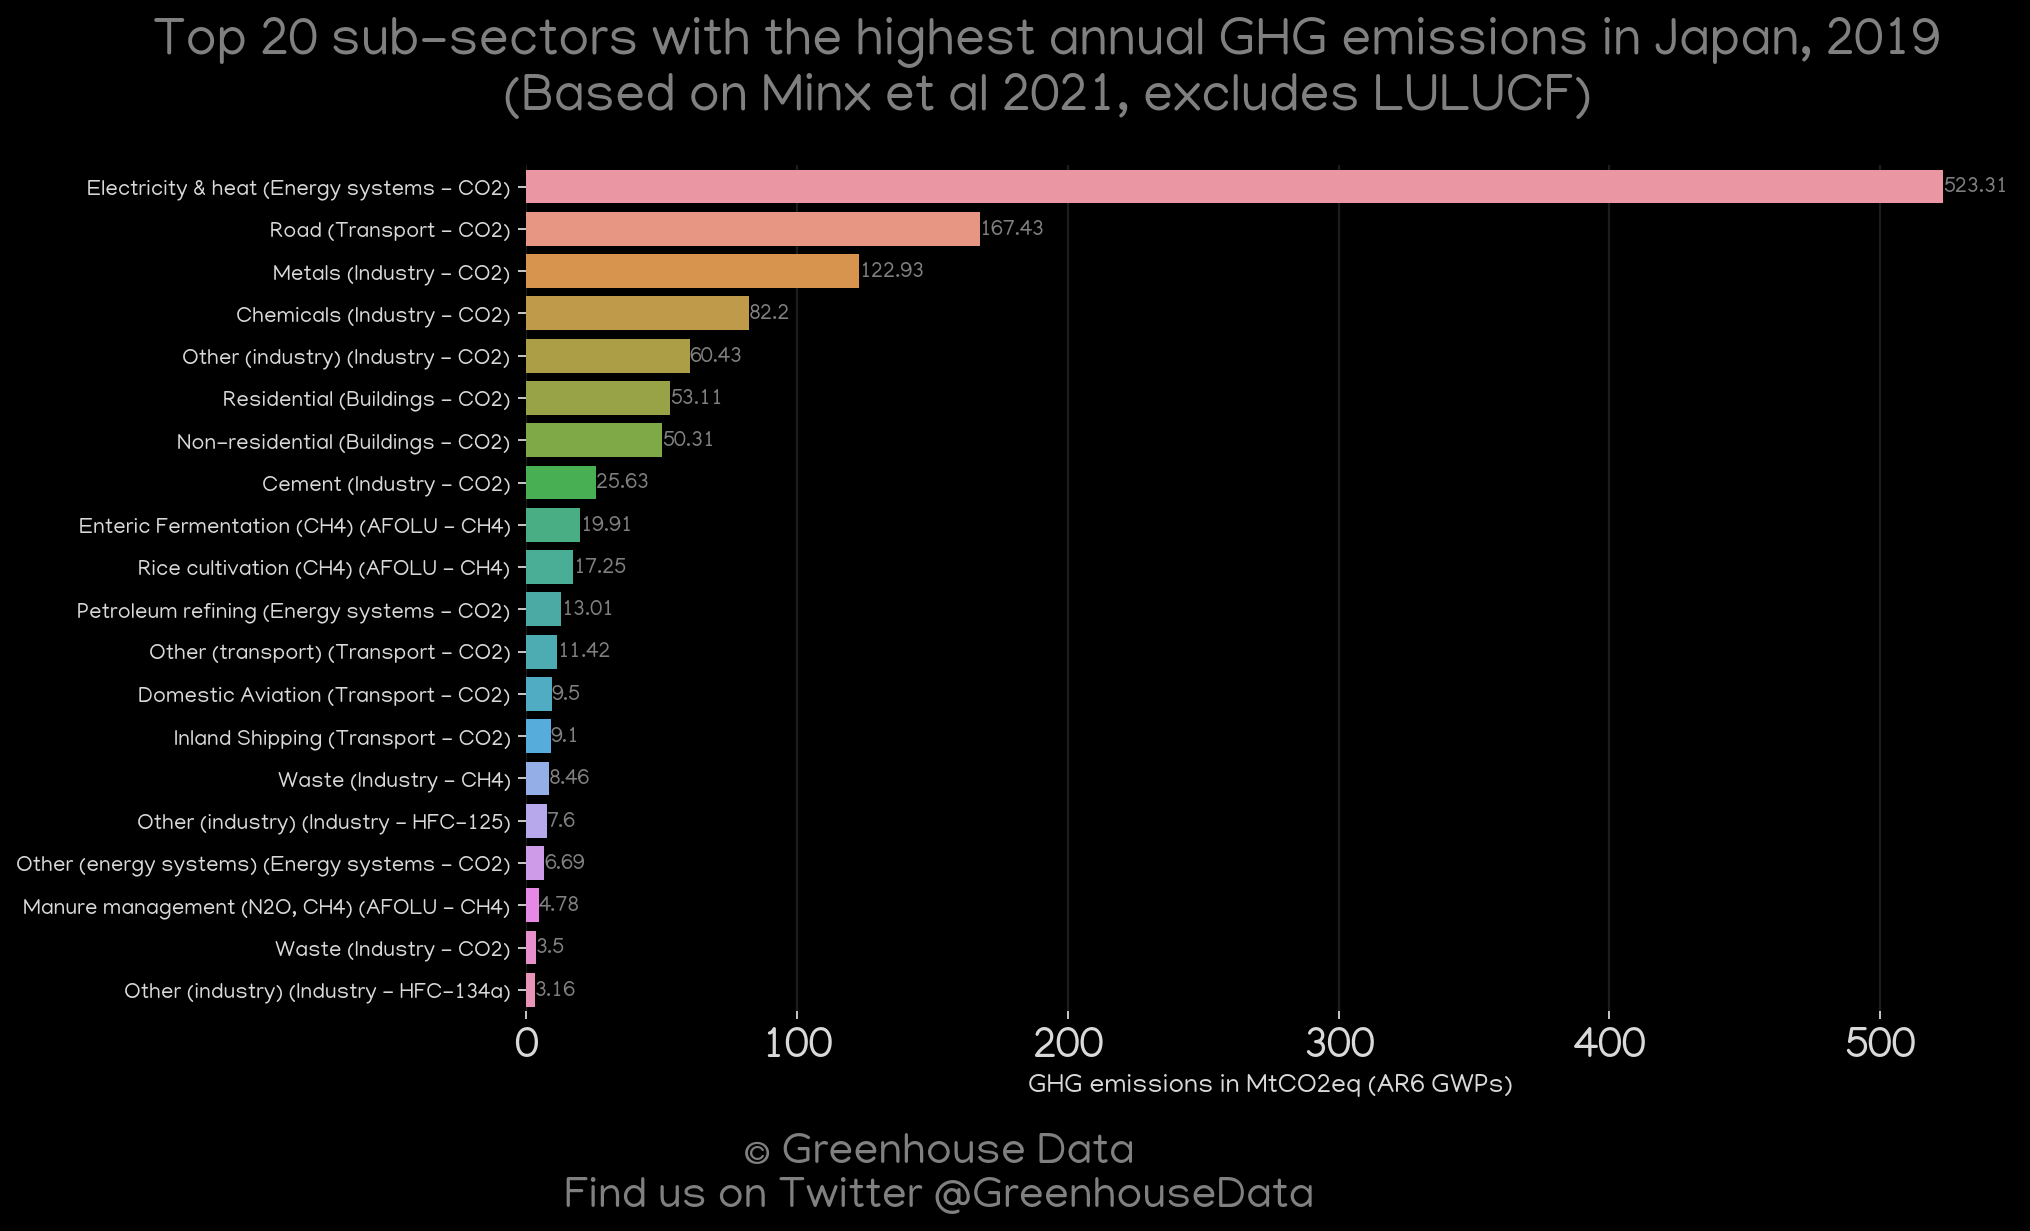 Top 20 sub-sectors with the highest annual GHG emissions in Japan, 2019
(Based on Minx et al 2021, excludes LULUCF)
Electricity & heat (Energy systems - CO2) 523.31
Road (Transport - CO2) 167.43
Metals (Industry - CO2) 122.93
Chemicals (Industry - CO2) 82.2
Other (industry) (Industry - CO2) 60.43
Residential (Buildings - CO2) 53.11
Non-residential (Buildings - CO2) 50.31
Cement (Industry - CO2) 25.63
Enteric Fermentation (CH4) (AFOLU - CH4) 19.91
Rice cultivation (CH4) (AFOLU - CH4) 17.25
Petroleum refining (Energy systems - CO2) 13.01
Other (transport) (Transport - CO2) 11.42
Domestic Aviation (Transport - CO2) 9.5
Inland Shipping (Transport - CO2) 9.1
Waste (Industry - CH4) 8.46
Other (industry) (Industry - HFC-125) 7.6
Other (energy systems) (Energy systems - CO2) 6.69
Manure management (N2O, CH4) (AFOLU - CH4) 4.78
Waste (Industry - CO2) 3.5
Other (industry) (Industry - HFC-134a) 3.16
0 100 200 300 400 500
GHG emissions in MtCO2eq (AR6 GWPs)
© Greenhouse Data
Find us on Twitter @GreenhouseData